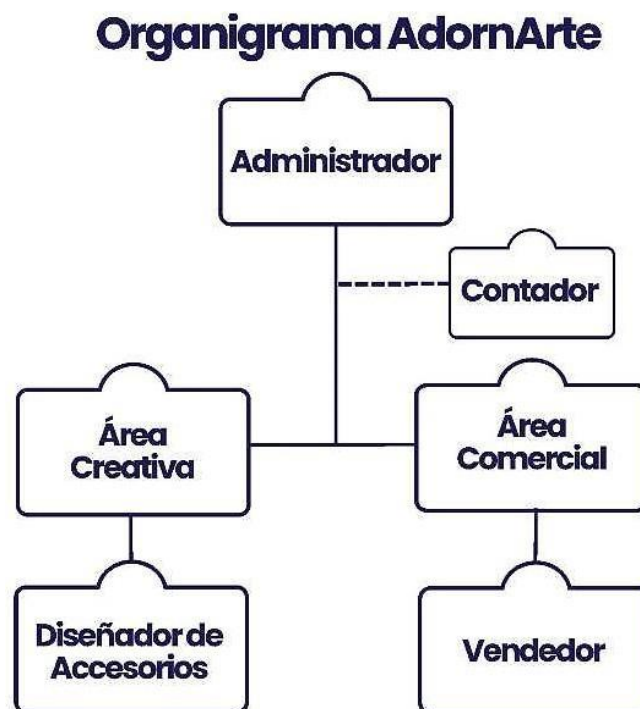 Organigrama AdornArte
Administrador
Contador
Área
Creativa
Área
Comercial
Diseñador de
Accesorios
Vendedor